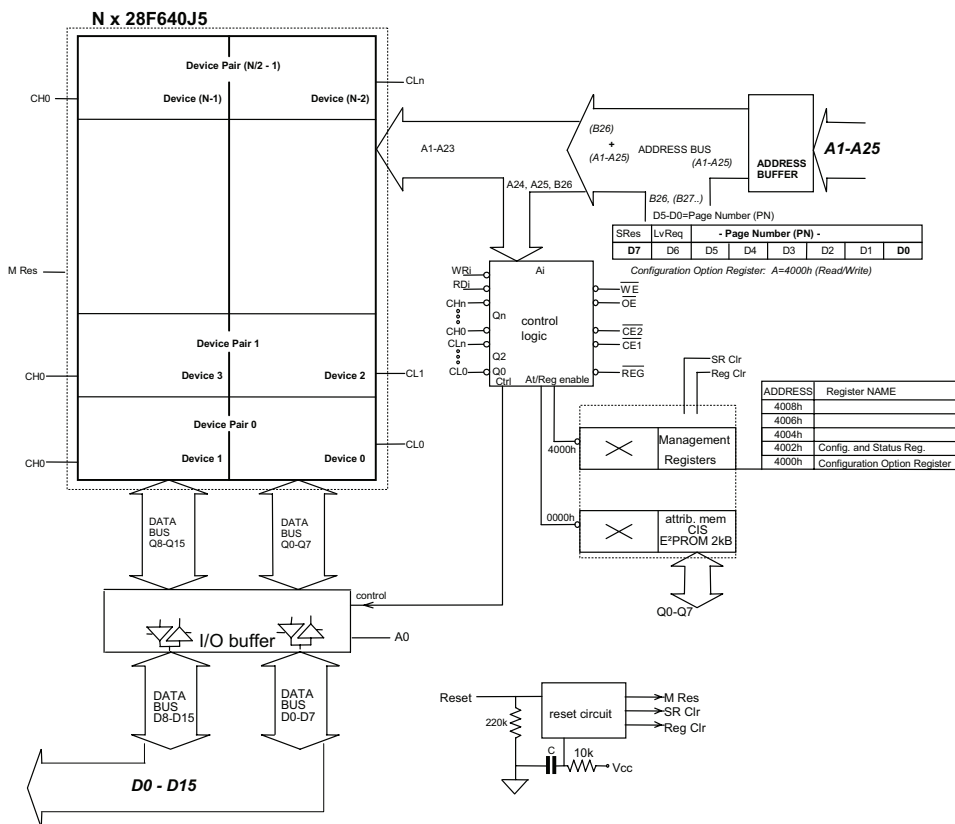 N x 28F640J5
Device Pair (N/2 - 1)
CH0
CLn
Device (N-1)
Device (N-2)
A1-A23
(B26)
+
(A1-A25)
ADDRESS BUS
(A1-A25)
ADDRESS
BUFFER
A1-A25
A24, A25, B26
B26, (B27..)
D5-D0=Page Number (PN)
SRes LvReq - Page Number (PN) -
D7 D6 D5 D4 D3 D2 D1 D0
Configuration Option Register: A=4000h (Read/Write)
M Res
WRi
RDi
CHn
CH0
CLn
CL0
Ai
Qn
control
logic
Q2
Q0
Ctrl
At/Reg enable
WE
OE
CE2
CE1
REG
Device Pair 1
CH0
Device 3
Device 2
CL1
Device Pair 0
CL0
CH0
Device 1
Device 0
SR Clr
Reg Clr
ADDRESS Register NAME
4008h
4006h
4004h
4002h Config. and Status Reg.
4000h Configuration Option Register
4000h
Management
Registers
0000h
attrib. mem
CIS
E²PROM 2kB
Q0-Q7
DATA
BUS
Q8-Q15
DATA
BUS
Q0-Q7
control
I/O buffer
A0
DATA
BUS
D8-D15
DATA
BUS
D0-D7
D0 - D15
Reset
220k
reset circuit
M Res
SR Clr
Reg Clr
C
10k
Vcc